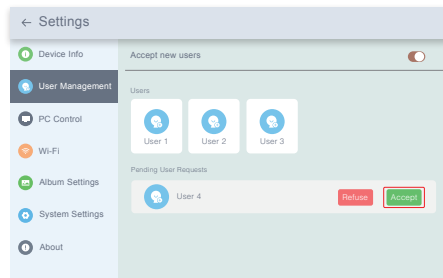 ← Settings
Device Info
User Management
PC Control
Wi-Fi
Album Settings
System Settings
About
Accept new users
Users
User 1
User 2
User 3
Pending User Requests
User 4
Refuse
Accept